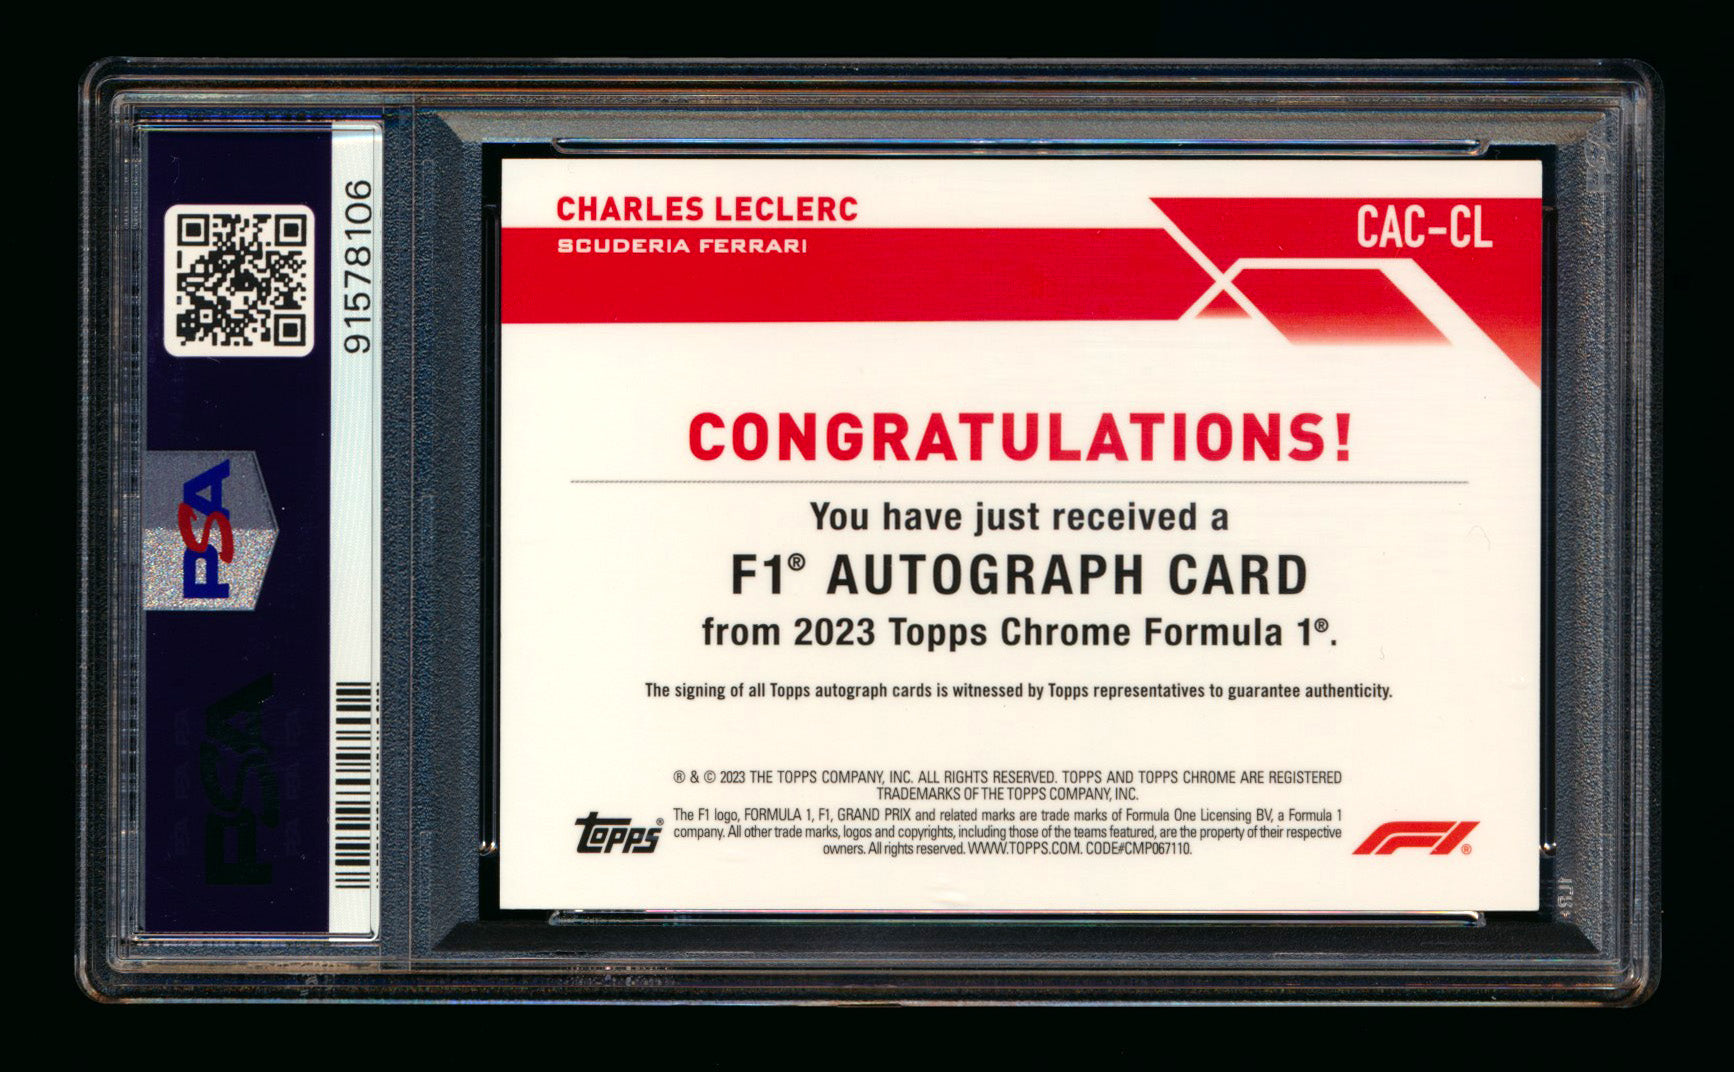 91578106
PSA
PSA
CHARLES LECLERC
SCUDERIA FERRARI
CAC-CL
CONGRATULATIONS!
You have just received a
F1® AUTOGRAPH CARD
from 2023 Topps Chrome Formula 1®.
The signing of all Topps autograph cards is witnessed by Topps representatives to guarantee authenticity.
® & © 2023 THE TOPPS COMPANY, INC. ALL RIGHTS RESERVED. TOPPS AND TOPPS CHROME ARE REGISTERED
TRADEMARKS OF THE TOPPS COMPANY, INC.
The F1 logo, FORMULA 1, F1, GRAND PRIX and related marks are trade marks of Formula One Licensing BV, a Formula 1
company. All other trade marks, logos and copyrights, including those of the teams featured, are the property of their respective
owners. All rights reserved. WWW.TOPPS.COM. CODE#CMP067110.
topps®
F1®